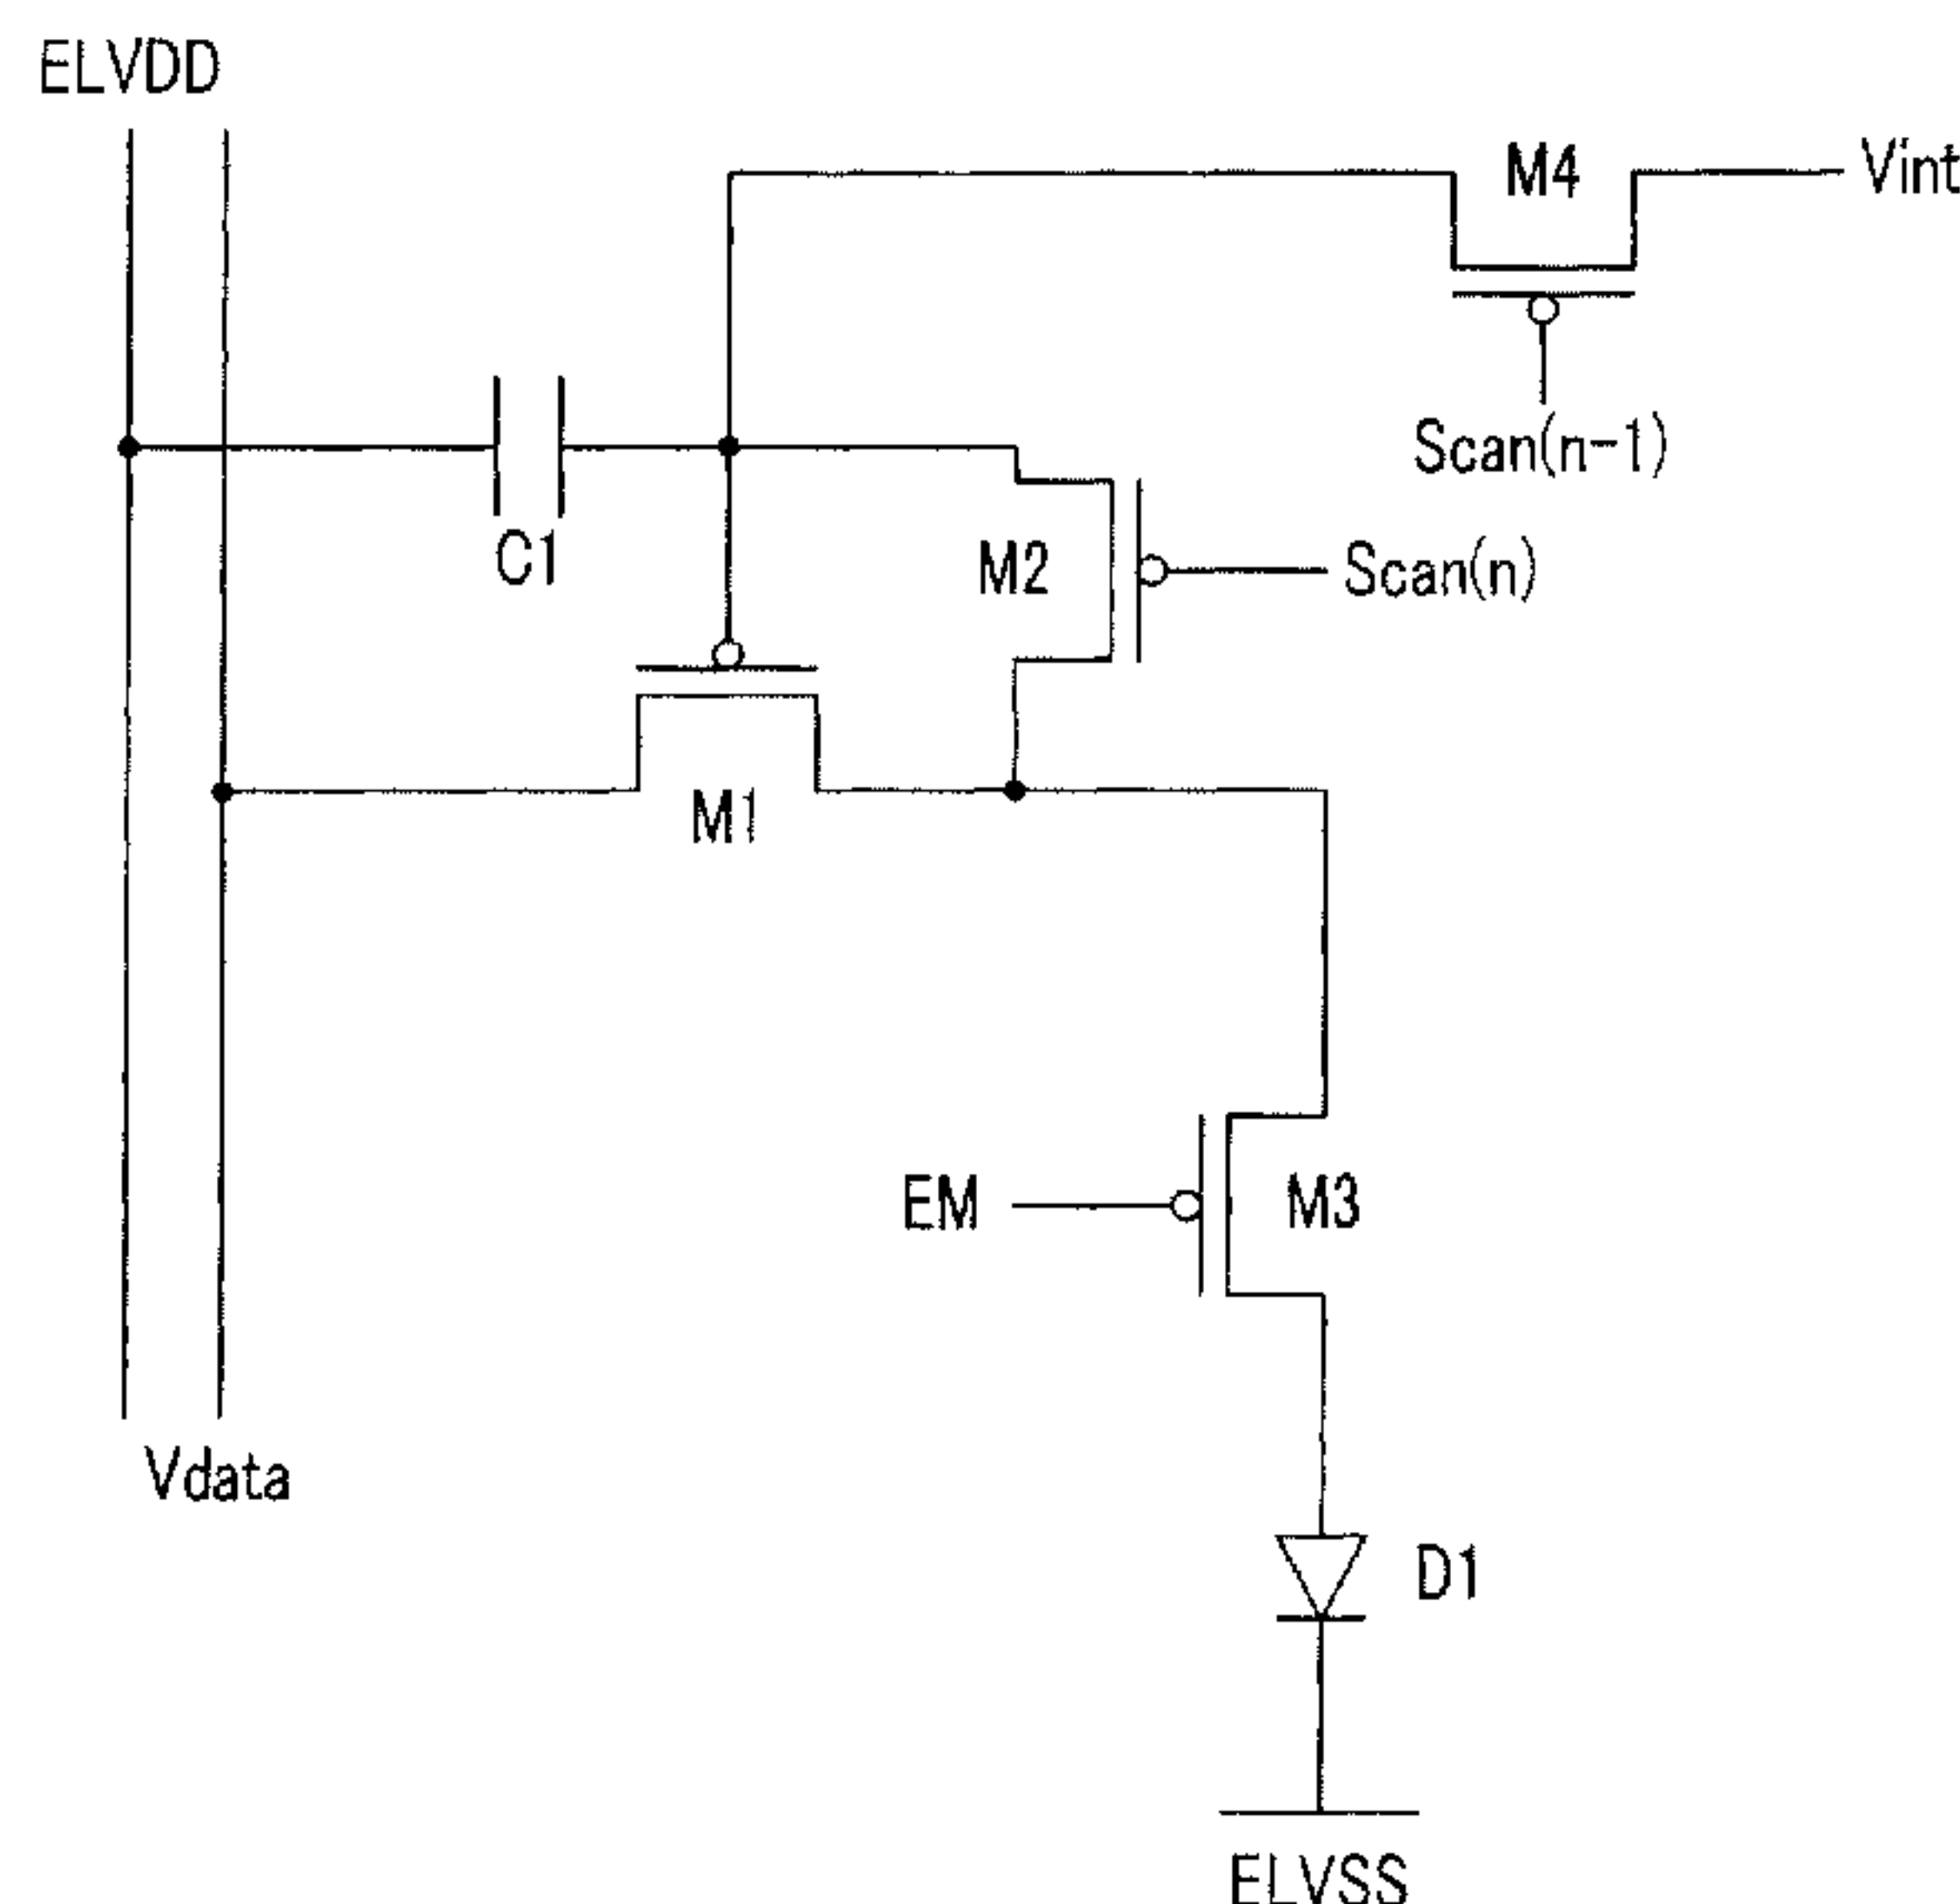 ELVDD
M4
Vint
Scan(n-1)
C1
M2
Scan(n)
M1
EM
M3
Vdata
D1
ELVSS